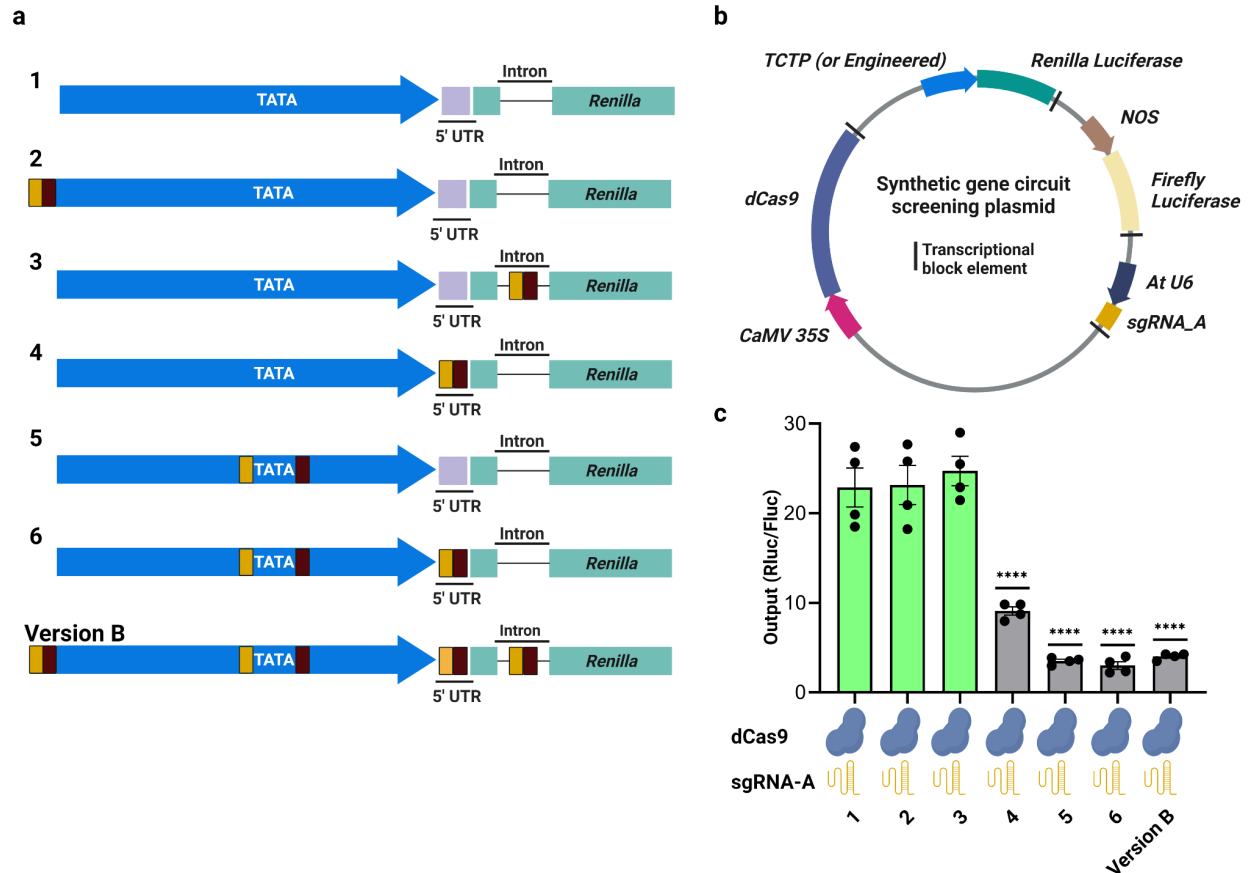 a
1
TATA
Intron
Renilla
5' UTR
2
TATA
Intron
Renilla
5' UTR
3
TATA
Intron
Renilla
5' UTR
4
TATA
Intron
Renilla
5' UTR
5
TATA
Intron
Renilla
5' UTR
6
TATA
Intron
Renilla
5' UTR
Version B
TATA
Intron
Renilla
5' UTR
b
TCTP (or Engineered)
Renilla Luciferase
NOS
Firefly
Luciferase
At U6
sgRNA_A
CaMV 35S
dCas9
Synthetic gene circuit
screening plasmid
Transcriptional
block element
c
Output (Rluc/Fluc)
30
20
10
0
****
****
****
****
dCas9
sgRNA-A
1
2
3
4
5
6
Version B